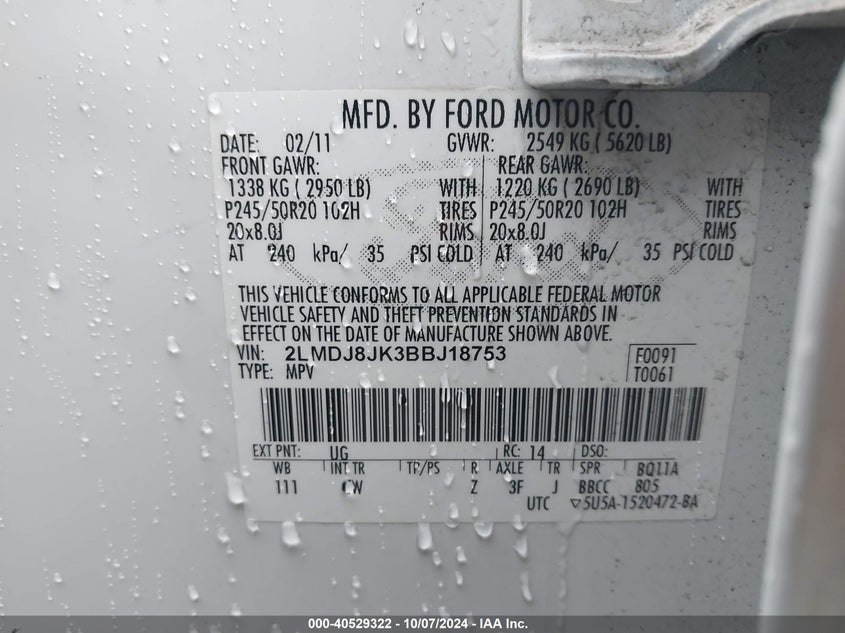 MFD. BY FORD MOTOR CO.
DATE: 02/11 GVWR: 2549 KG ( 5620 LB)
FRONT GAWR: REAR GAWR:
1338 KG ( 2950 LB) WITH 1220 KG ( 2690 LB) WITH
P245/50R20 102H TIRES P245/50R20 102H TIRES
20x8.0J RIMS 20x8.0J RIMS
AT 240 kPa/ 35 PSI COLD AT 240 kPa/ 35 PSI COLD
THIS VEHICLE CONFORMS TO ALL APPLICABLE FEDERAL MOTOR
VEHICLE SAFETY AND THEFT PREVENTION STANDARDS IN
EFFECT ON THE DATE OF MANUFACTURE SHOWN ABOVE.
VIN: 2LMDJ8JK3BBJ18753 F0091
TYPE: MPV T0061
EXT PNT: UG RC: 14 DSO:
WB INT TR TP/PS R AXLE TR SPR BQ11A
111 CW Z 3F J BBCC 805
UTC ▽5U5A-1520472-BA
000-40529322 - 10/07/2024 - IAA Inc.